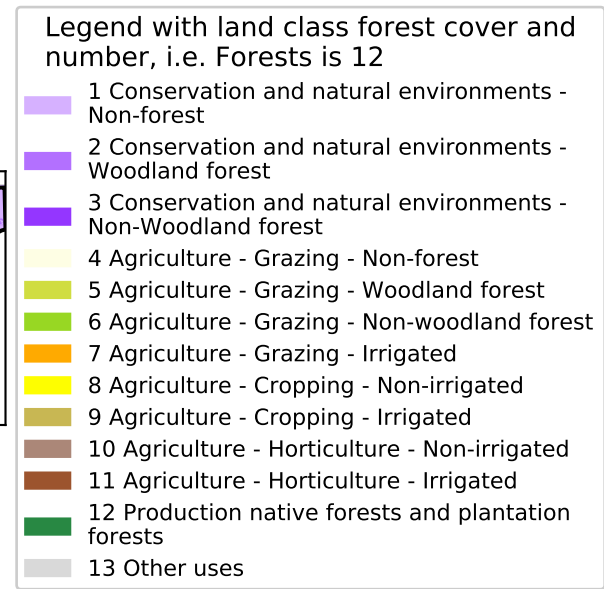 Legend with land class forest cover and
number, i.e. Forests is 12
1 Conservation and natural environments -
Non-forest
2 Conservation and natural environments -
Woodland forest
3 Conservation and natural environments -
Non-Woodland forest
4 Agriculture - Grazing - Non-forest
5 Agriculture - Grazing - Woodland forest
6 Agriculture - Grazing - Non-woodland forest
7 Agriculture - Grazing - Irrigated
8 Agriculture - Cropping - Non-irrigated
9 Agriculture - Cropping - Irrigated
10 Agriculture - Horticulture - Non-irrigated
11 Agriculture - Horticulture - Irrigated
12 Production native forests and plantation
forests
13 Other uses